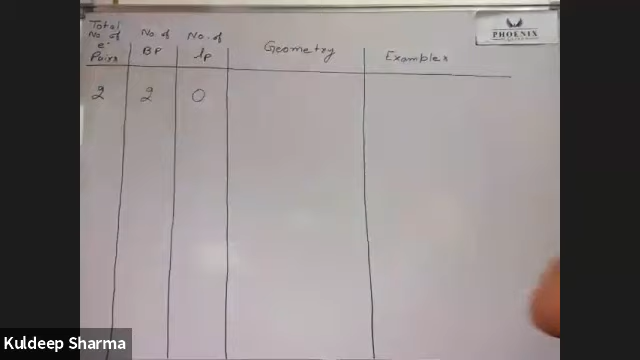 Total
No. of
e-
Pairs
No. of
BP
No. of
lp
Geometry
Examples
PHOENIX
2 2 0
Kuldeep Sharma